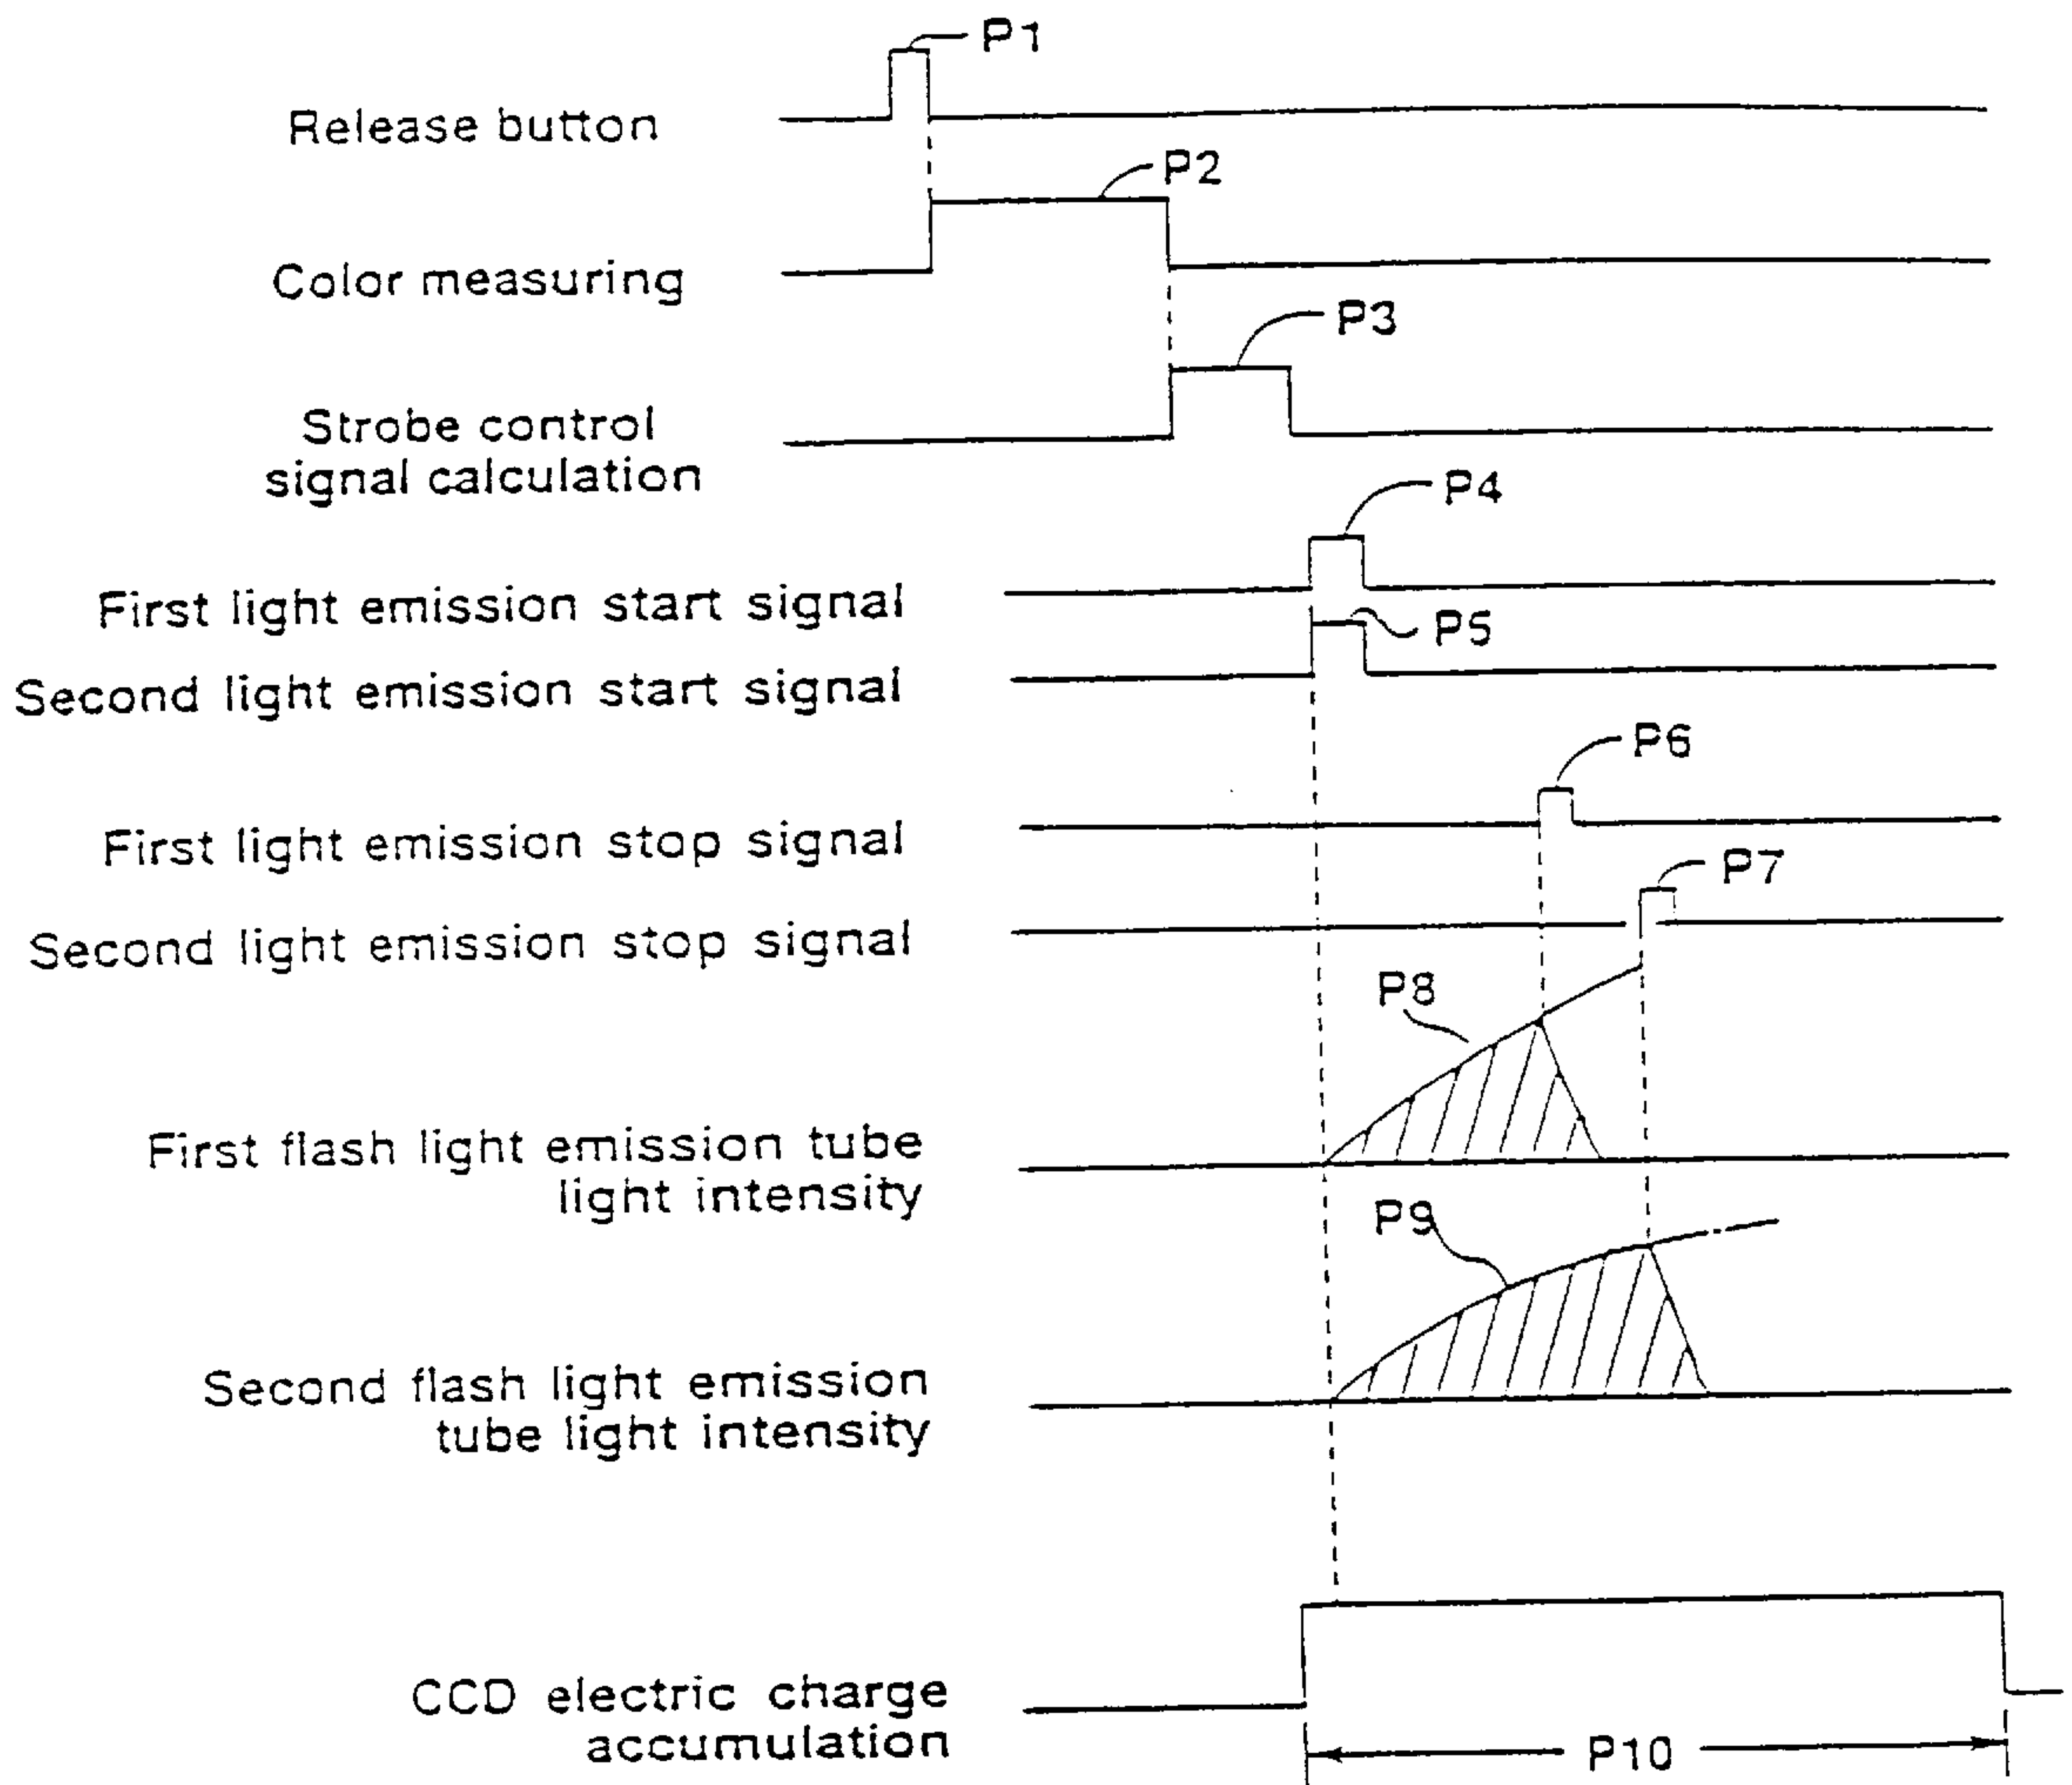 P1
Release button
P2
Color measuring
P3
Strobe control
signal calculation
P4
First light emission start signal
P5
Second light emission start signal
P6
First light emission stop signal
P7
Second light emission stop signal
P8
First flash light emission tube
light intensity
P9
Second flash light emission
tube light intensity
CCD electric charge
accumulation
P10